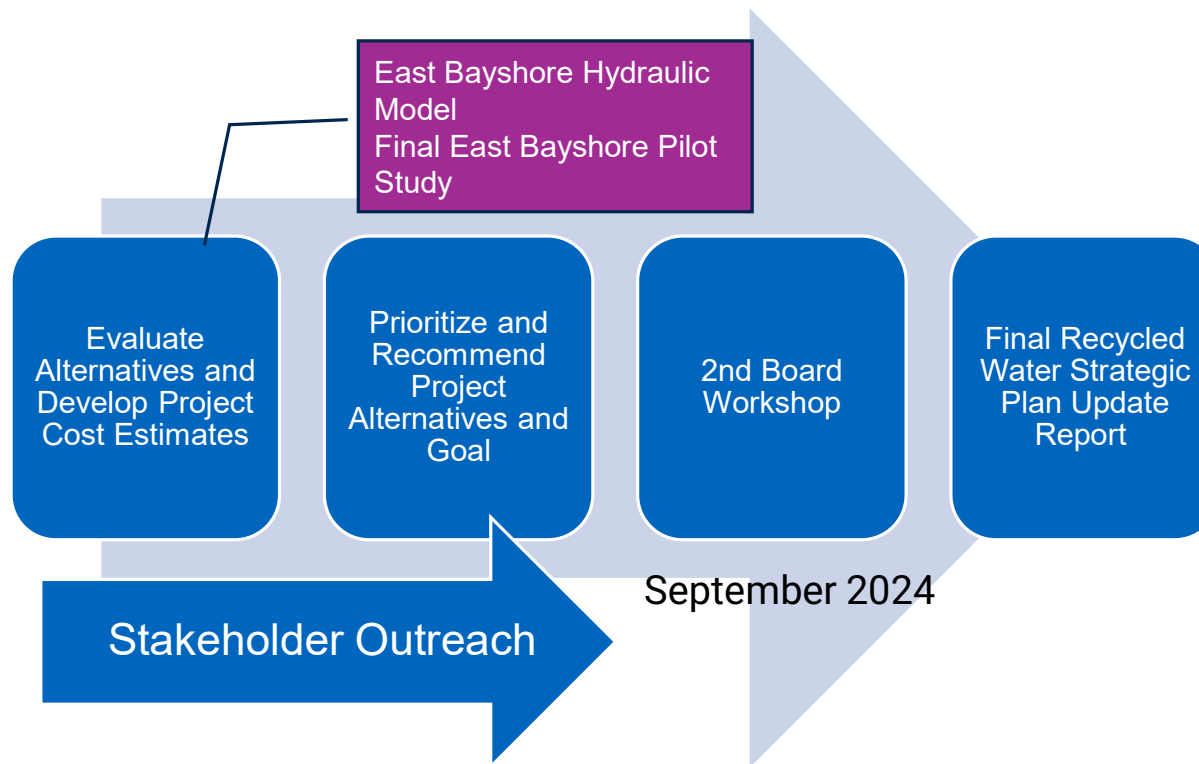 East Bayshore Hydraulic
Model
Final East Bayshore Pilot
Study
Evaluate
Alternatives and
Develop Project
Cost Estimates
Prioritize and
Recommend
Project
Alternatives and
Goal
2nd Board
Workshop
Final Recycled
Water Strategic
Plan Update
Report
September 2024
Stakeholder Outreach